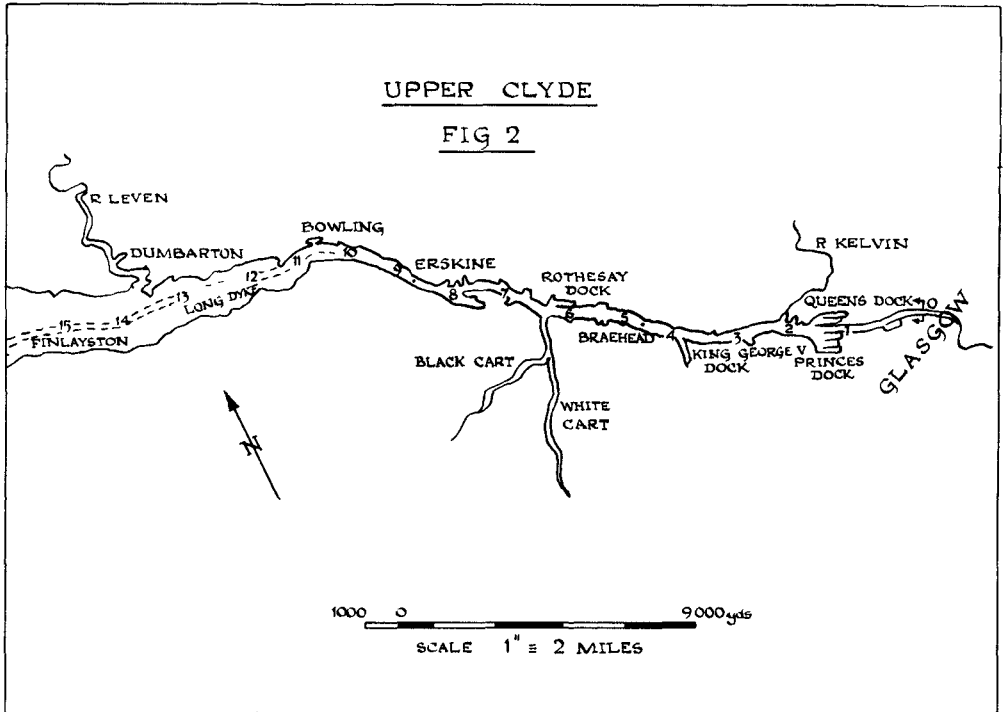 UPPER CLYDE
FIG 2
R LEVEN
DUMBARTON
BOWLING
ERSKINE
ROTHESAY
DOCK
R KELVIN
QUEENS DOCK
GLASGOW
0
1
2
3
4
5
6
7
8
9
10
11
12
13
14
15
LONG DYKE
FINLAYSTON
BRAEHEAD
KING GEORGE V
DOCK
PRINCES
DOCK
BLACK CART
WHITE
CART
N
1000 0 9000 yds
SCALE 1" ≡ 2 MILES